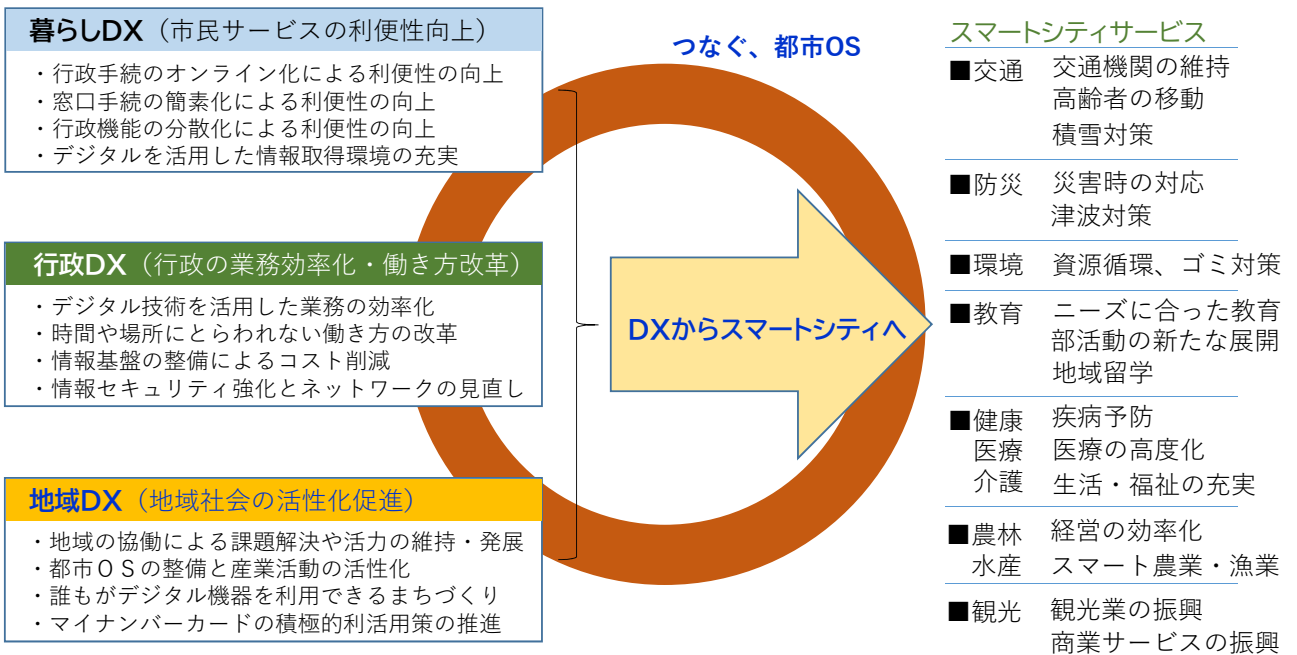 暮らしDX（市民サービスの利便性向上）
・行政手続のオンライン化による利便性の向上
・窓口手続の簡素化による利便性の向上
・行政機能の分散化による利便性の向上
・デジタルを活用した情報取得環境の充実
行政DX（行政の業務効率化・働き方改革）
・デジタル技術を活用した業務の効率化
・時間や場所にとらわれない働き方の改革
・情報基盤の整備によるコスト削減
・情報セキュリティ強化とネットワークの見直し
地域DX（地域社会の活性化促進）
・地域の協働による課題解決や活力の維持・発展
・都市ＯＳの整備と産業活動の活性化
・誰もがデジタル機器を利用できるまちづくり
・マイナンバーカードの積極的利活用策の推進
つなぐ、都市OS
DXからスマートシティへ
スマートシティサービス
■交通 交通機関の維持
高齢者の移動
積雪対策
■防災 災害時の対応
津波対策
■環境 資源循環、ゴミ対策
■教育 ニーズに合った教育
部活動の新たな展開
地域留学
■健康 疾病予防
医療 医療の高度化
介護 生活・福祉の充実
■農林 経営の効率化
水産 スマート農業・漁業
■観光 観光業の振興
商業サービスの振興